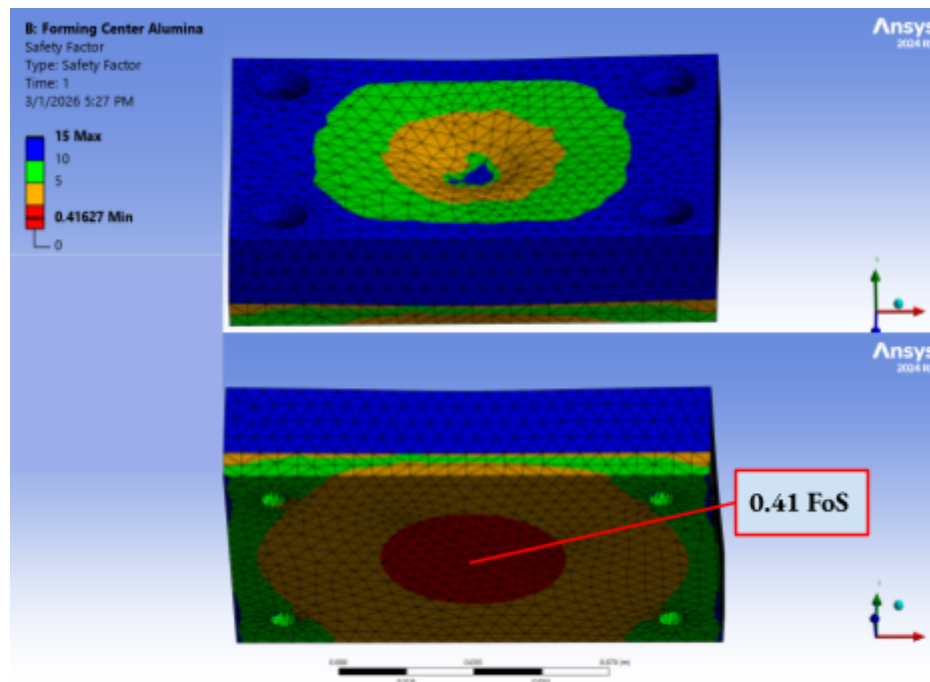 B: Forming Center Alumina
Safety Factor
Type: Safety Factor
Time: 1
3/1/2026 5:27 PM
15 Max
10
5
0.41627 Min
0
Ansys
2024 R
Ansys
2024 R
0.41 FoS
0.000
0.035
0.070 (m)